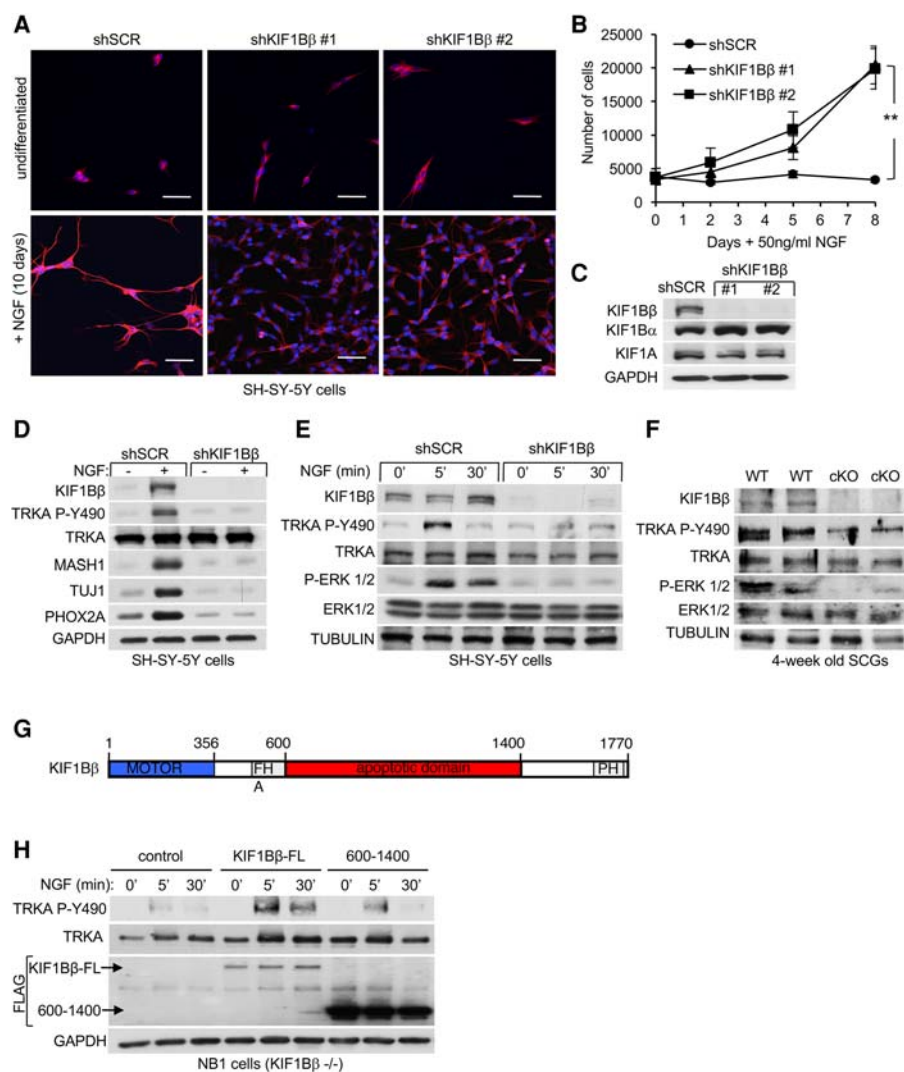 A
shSCR
shKIF1Bβ #1
shKIF1Bβ #2
undifferentiated
+ NGF (10 days)
SH-SY-5Y cells
B
shSCR
shKIF1Bβ #1
shKIF1Bβ #2
Number of cells
25000
20000
15000
10000
5000
0
**
0 1 2 3 4 5 6 7 8
Days + 50ng/ml NGF
C
shKIF1Bβ
shSCR #1 #2
KIF1Bβ
KIF1Bα
KIF1A
GAPDH
D
shSCR shKIF1Bβ
NGF: - + - +
KIF1Bβ
TRKA P-Y490
TRKA
MASH1
TUJ1
PHOX2A
GAPDH
SH-SY-5Y cells
E
shSCR shKIF1Bβ
NGF (min) 0' 5' 30' 0' 5' 30'
KIF1Bβ
TRKA P-Y490
TRKA
P-ERK 1/2
ERK1/2
TUBULIN
SH-SY-5Y cells
F
WT WT cKO cKO
KIF1Bβ
TRKA P-Y490
TRKA
P-ERK 1/2
ERK1/2
TUBULIN
4-week old SCGs
G
1 356 600 1400 1770
KIF1Bβ MOTOR FH apoptotic domain PH
A
H
control KIF1Bβ-FL 600-1400
NGF (min): 0' 5' 30' 0' 5' 30' 0' 5' 30'
TRKA P-Y490
TRKA
FLAG
KIF1Bβ-FL
600-1400
GAPDH
NB1 cells (KIF1Bβ -/-)